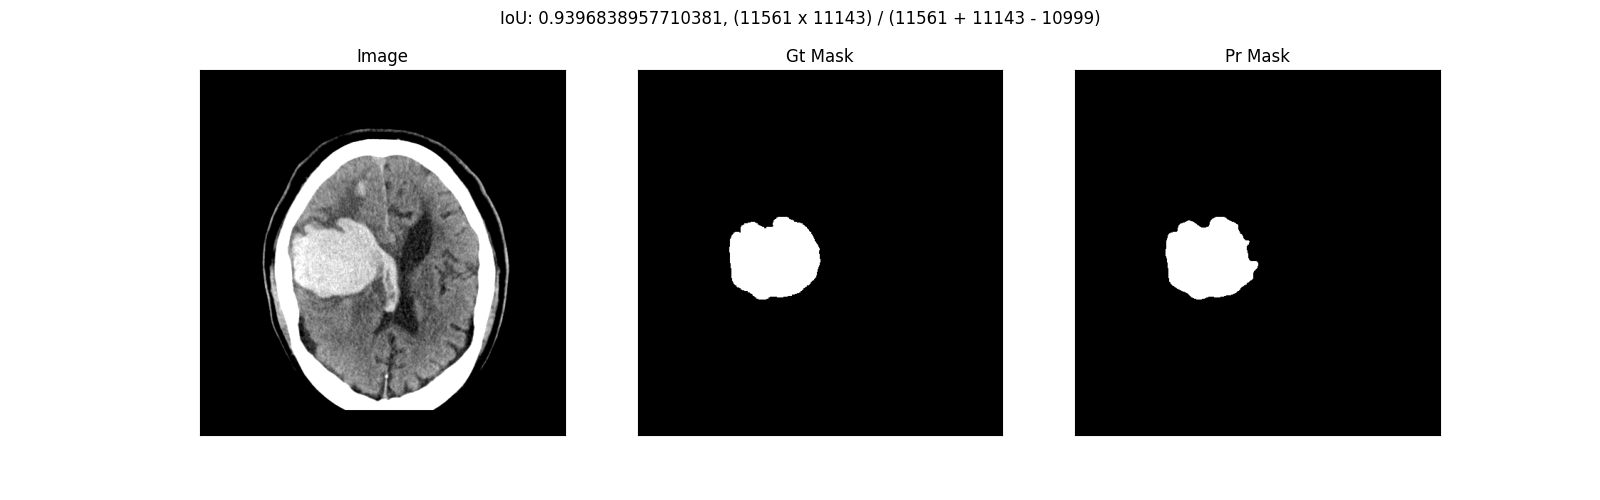 IoU: 0.9396838957710381, (11561 x 11143) / (11561 + 11143 - 10999)
Image
Gt Mask
Pr Mask